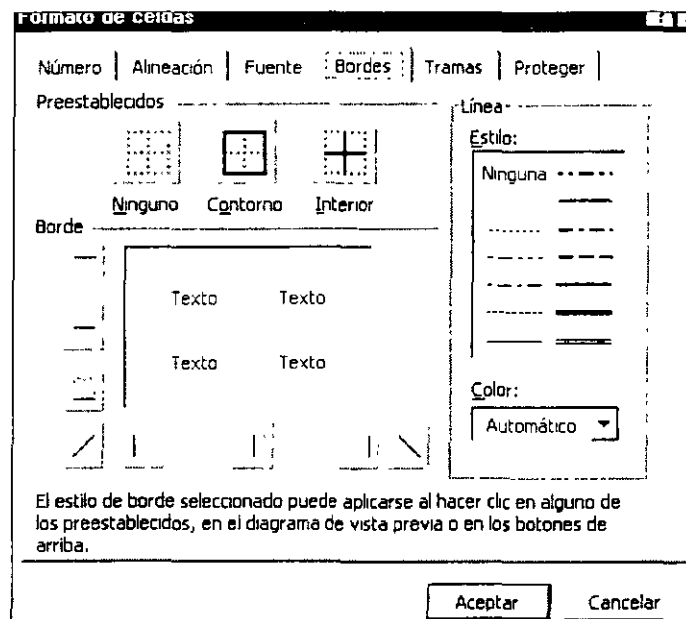 Formato de celdas
Número Alineación Fuente Bordes Tramas Proteger
Preestablecidos
Ninguno Contorno Interior
Borde
Texto Texto
Texto Texto
Línea
Estilo:
Ninguna
Color:
Automático
El estilo de borde seleccionado puede aplicarse al hacer clic en alguno de
los preestablecidos, en el diagrama de vista previa o en los botones de
arriba.
Aceptar Cancelar